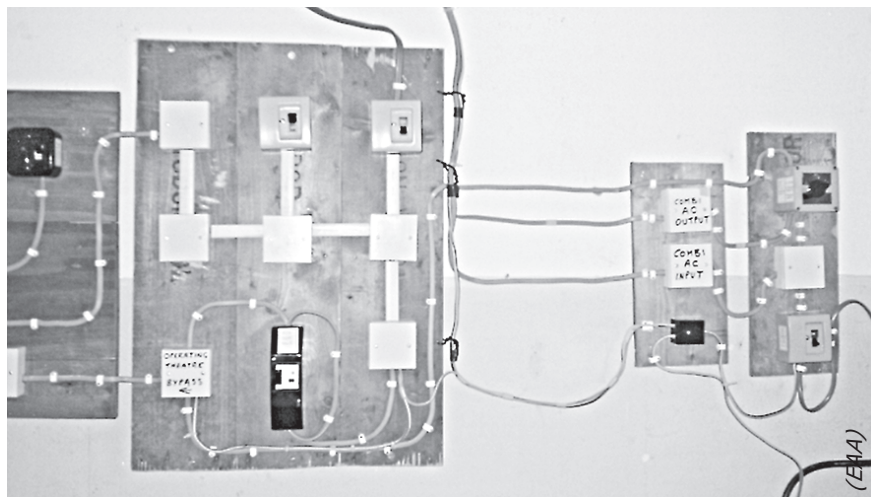 OPERATING
THEATRE
BYPASS
COMBI
AC
OUTPUT
COMBI
AC
INPUT
(EAA)